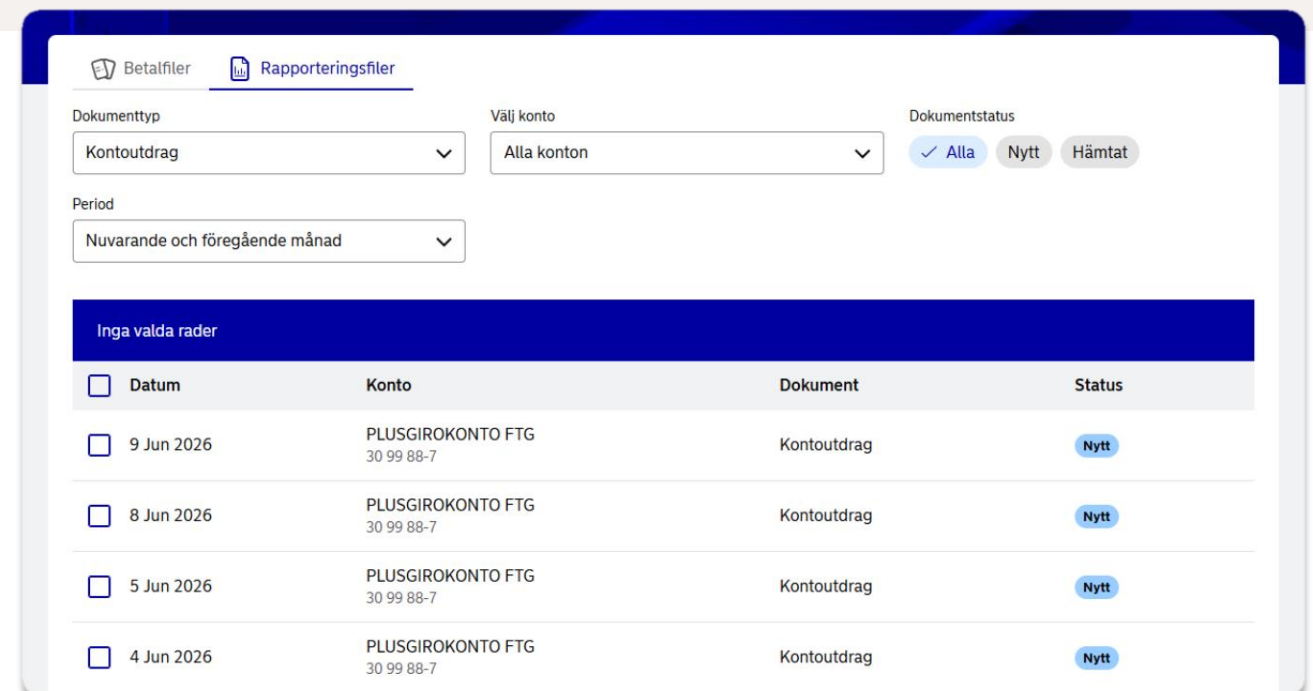 Betalfiler Rapporteringsfiler
Dokumenttyp Välj konto Dokumentstatus
Kontoutdrag Alla konton Alla Nytt Hämtat
Period
Nuvarande och föregående månad
Inga valda rader
Datum Konto Dokument Status
9 Jun 2026 PLUSGIROKONTO FTG Kontoutdrag Nytt
30 99 88-7
8 Jun 2026 PLUSGIROKONTO FTG Kontoutdrag Nytt
30 99 88-7
5 Jun 2026 PLUSGIROKONTO FTG Kontoutdrag Nytt
30 99 88-7
4 Jun 2026 PLUSGIROKONTO FTG Kontoutdrag Nytt
30 99 88-7